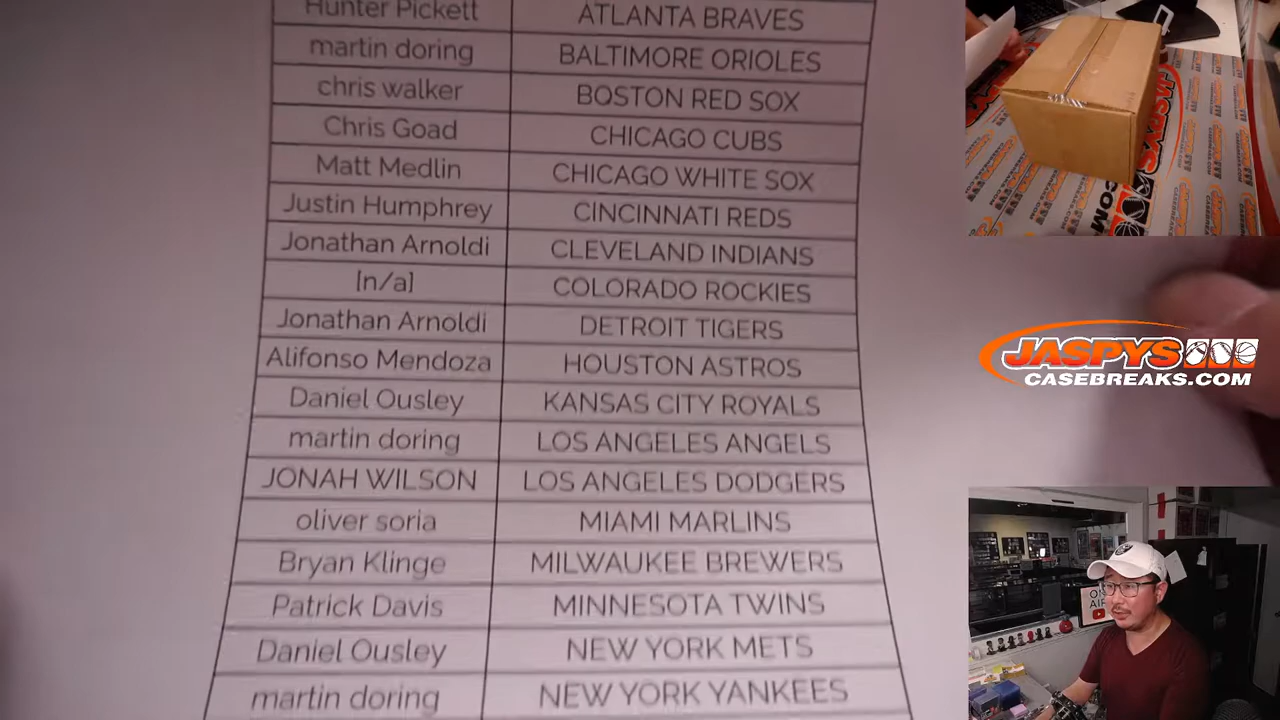 Hunter Pickett ATLANTA BRAVES
martin doring BALTIMORE ORIOLES
chris walker BOSTON RED SOX
Chris Goad CHICAGO CUBS
Matt Medlin CHICAGO WHITE SOX
Justin Humphrey CINCINNATI REDS
Jonathan Arnoldi CLEVELAND INDIANS
[n/a] COLORADO ROCKIES
Jonathan Arnoldi DETROIT TIGERS
Alifonso Mendoza HOUSTON ASTROS
Daniel Ousley KANSAS CITY ROYALS
martin doring LOS ANGELES ANGELS
JONAH WILSON LOS ANGELES DODGERS
oliver soria MIAMI MARLINS
Bryan Klinge MILWAUKEE BREWERS
Patrick Davis MINNESOTA TWINS
Daniel Ousley NEW YORK METS
martin doring NEW YORK YANKEES
JASPYS
CASEBREAKS.COM
JASPYS
.COM
ON
AIR